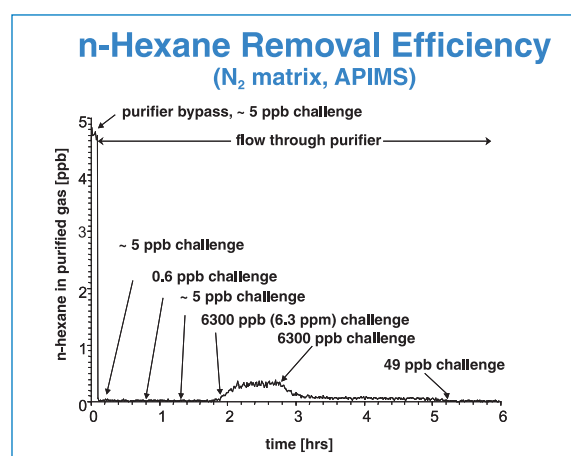 n-Hexane Removal Efficiency
(N₂ matrix, APIMS)
purifier bypass, ~ 5 ppb challenge
flow through purifier
n-hexane in purified gas [ppb]
5
4
3
2
1
0
~ 5 ppb challenge
0.6 ppb challenge
~ 5 ppb challenge
6300 ppb (6.3 ppm) challenge
6300 ppb challenge
49 ppb challenge
0 1 2 3 4 5 6
time [hrs]